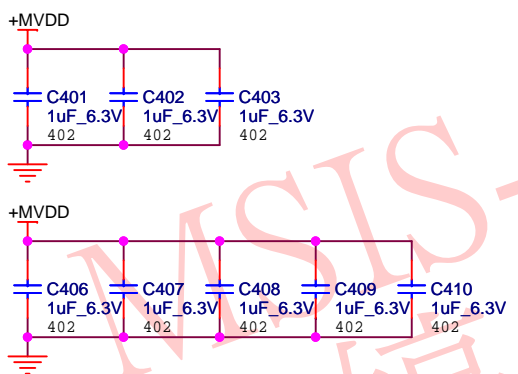 +MVDD
C401 C402 C403
1uF_6.3V 1uF_6.3V 1uF_6.3V
402 402 402
+MVDD
C406 C407 C408 C409 C410
1uF_6.3V 1uF_6.3V 1uF_6.3V 1uF_6.3V 1uF_6.3V
402 402 402 402 402
MSIS-